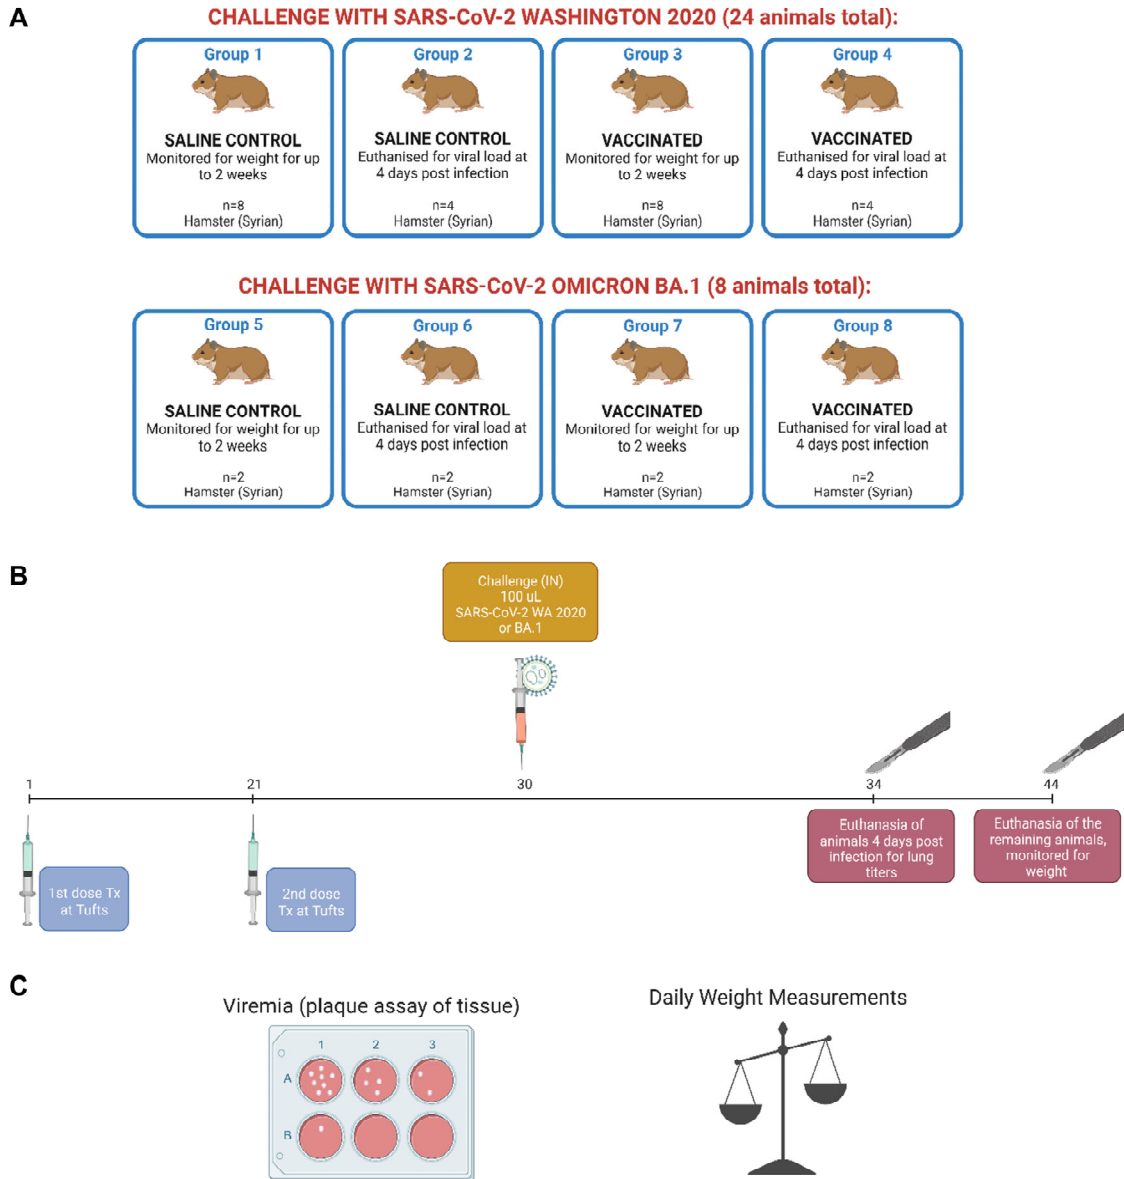 A
CHALLENGE WITH SARS-CoV-2 WASHINGTON 2020 (24 animals total):
Group 1
SALINE CONTROL
Monitored for weight for up
to 2 weeks
n=8
Hamster (Syrian)
Group 2
SALINE CONTROL
Euthanised for viral load at
4 days post infection
n=4
Hamster (Syrian)
Group 3
VACCINATED
Monitored for weight for up
to 2 weeks
n=8
Hamster (Syrian)
Group 4
VACCINATED
Euthanised for viral load at
4 days post infection
n=4
Hamster (Syrian)
CHALLENGE WITH SARS-CoV-2 OMICRON BA.1 (8 animals total):
Group 5
SALINE CONTROL
Monitored for weight for up
to 2 weeks
n=2
Hamster (Syrian)
Group 6
SALINE CONTROL
Euthanised for viral load at
4 days post infection
n=2
Hamster (Syrian)
Group 7
VACCINATED
Monitored for weight for up
to 2 weeks
n=2
Hamster (Syrian)
Group 8
VACCINATED
Euthanised for viral load at
4 days post infection
n=2
Hamster (Syrian)
B
Challenge (IN)
100 uL
SARS-CoV-2 WA 2020
or BA.1
1
21
30
34
44
1st dose Tx
at Tufts
2nd dose
Tx at Tufts
Euthanasia of
animals 4 days post
infection for lung
titers
Euthanasia of the
remaining animals,
monitored for
weight
C
Viremia (plaque assay of tissue)
1 2 3
A
B
Daily Weight Measurements